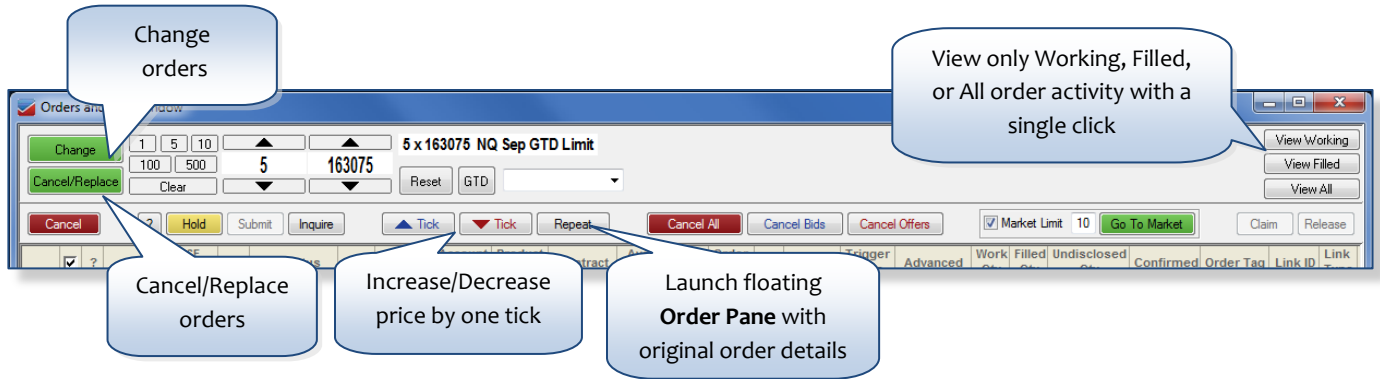 Change
orders
View only Working, Filled,
or All order activity with a
single click
Orders and
Change 1 5 10 5 x 163075 NQ Sep GTD Limit View Working
100 500 5 163075 View Filled
Cancel/Replace Clear Reset GTD View All
Cancel ? Hold Submit Inquire Tick Tick Repeat Cancel All Cancel Bids Cancel Offers Market Limit 10 Go To Market Claim Release
? Trigger Advanced Work Filled Undisclosed Confirmed Order Tag Link ID Link
Cancel/Replace
orders
Increase/Decrease
price by one tick
Launch floating
Order Pane with
original order details